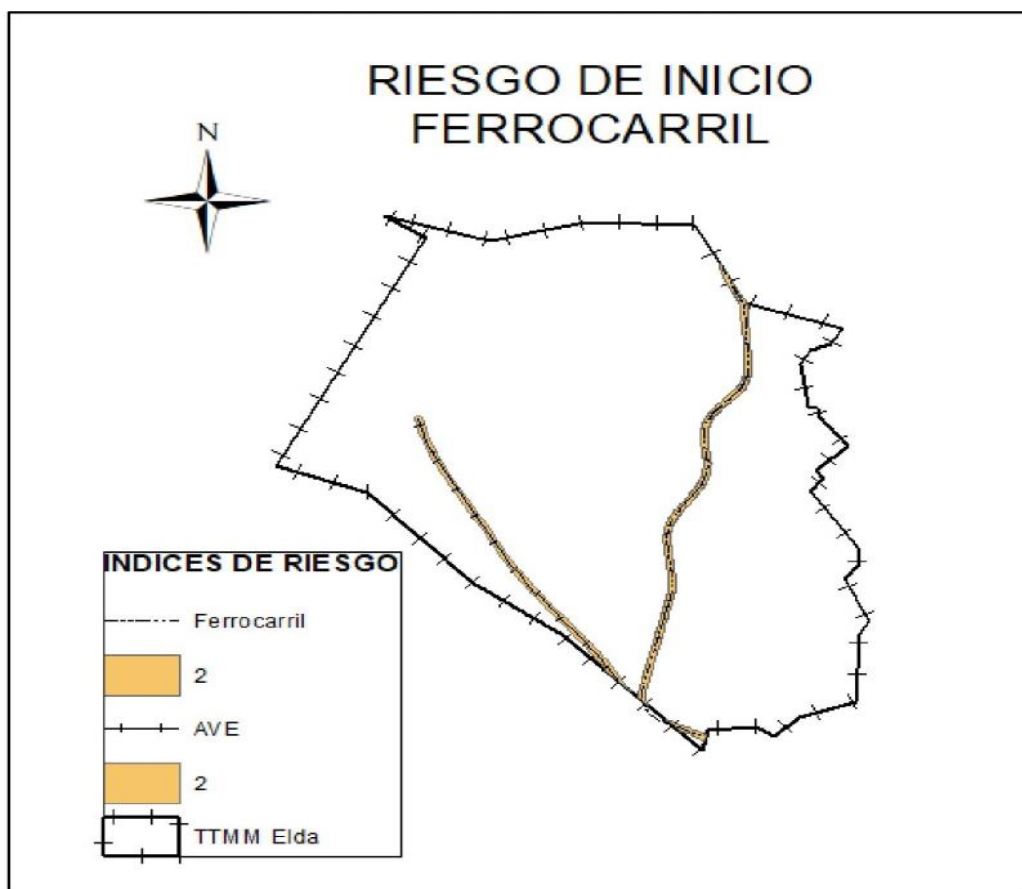 RIESGO DE INICIO
FERROCARRIL
N
INDICES DE RIESGO
Ferrocarril
2
AVE
2
TTMM Elda